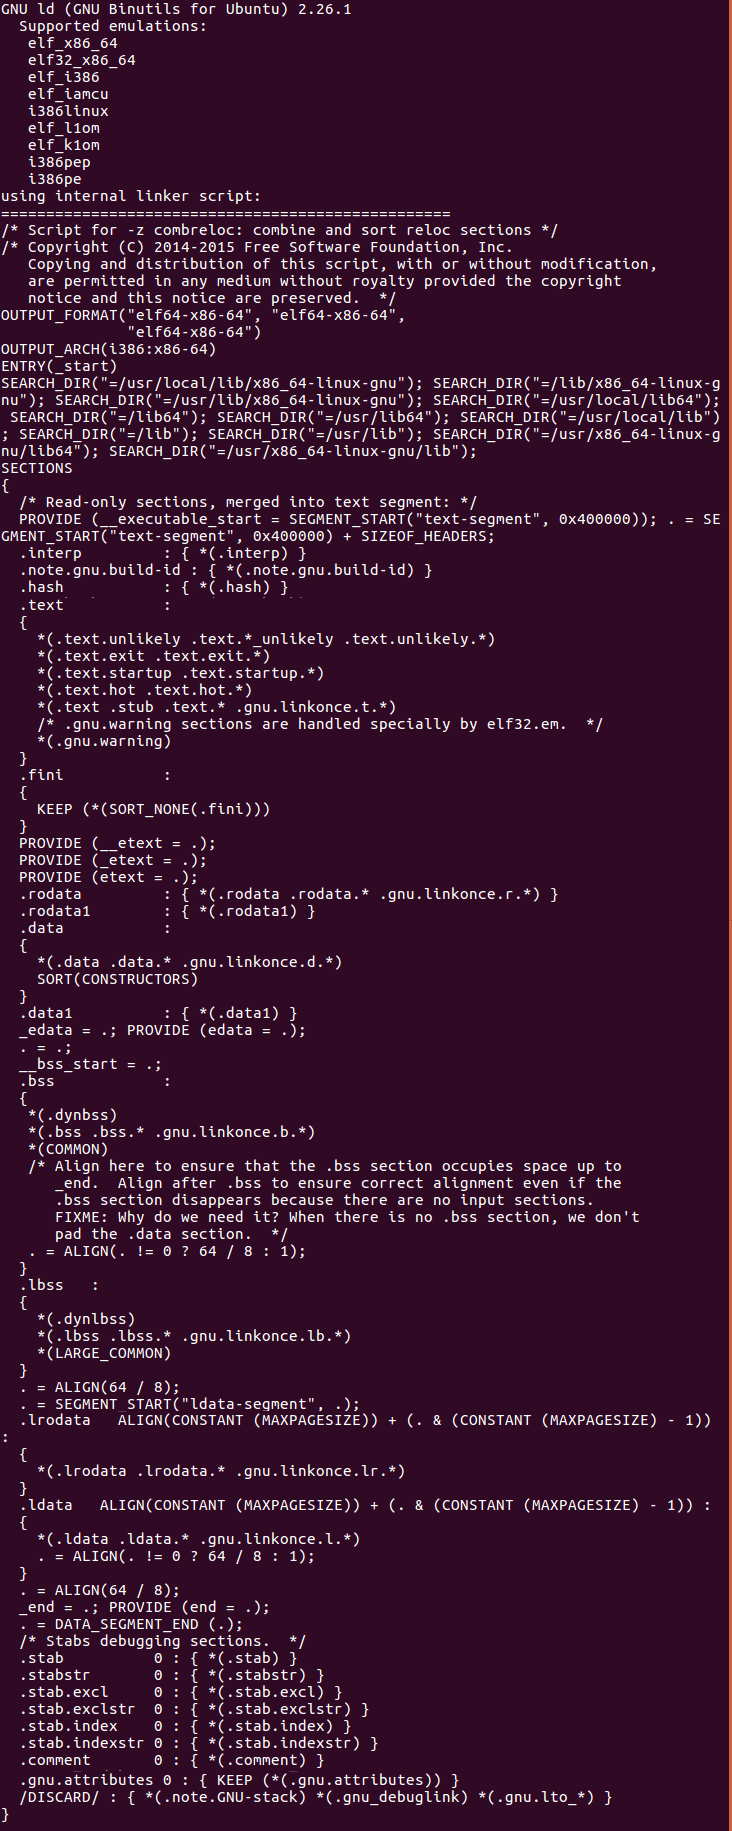 GNU ld (GNU Binutils for Ubuntu) 2.26.1
  Supported emulations:
   elf_x86_64
   elf32_x86_64
   elf_i386
   elf_iamcu
   i386linux
   elf_l1om
   elf_k1om
   i386pep
   i386pe
using internal linker script:
==================================================
/* Script for -z combreloc: combine and sort reloc sections */
/* Copyright (C) 2014-2015 Free Software Foundation, Inc.
   Copying and distribution of this script, with or without modification,
   are permitted in any medium without royalty provided the copyright
   notice and this notice are preserved.  */
OUTPUT_FORMAT("elf64-x86-64", "elf64-x86-64",
              "elf64-x86-64")
OUTPUT_ARCH(i386:x86-64)
ENTRY(_start)
SEARCH_DIR("=/usr/local/lib/x86_64-linux-gnu"); SEARCH_DIR("=/lib/x86_64-linux-g
nu"); SEARCH_DIR("=/usr/lib/x86_64-linux-gnu"); SEARCH_DIR("=/usr/local/lib64");
 SEARCH_DIR("=/lib64"); SEARCH_DIR("=/usr/lib64"); SEARCH_DIR("=/usr/local/lib")
; SEARCH_DIR("=/lib"); SEARCH_DIR("=/usr/lib"); SEARCH_DIR("=/usr/x86_64-linux-g
nu/lib64"); SEARCH_DIR("=/usr/x86_64-linux-gnu/lib");
SECTIONS
{
  /* Read-only sections, merged into text segment: */
  PROVIDE (__executable_start = SEGMENT_START("text-segment", 0x400000)); . = SE
GMENT_START("text-segment", 0x400000) + SIZEOF_HEADERS;
  .interp         : { *(.interp) }
  .note.gnu.build-id : { *(.note.gnu.build-id) }
  .hash           : { *(.hash) }
  .text           :
  {
    *(.text.unlikely .text.*_unlikely .text.unlikely.*)
    *(.text.exit .text.exit.*)
    *(.text.startup .text.startup.*)
    *(.text.hot .text.hot.*)
    *(.text .stub .text.* .gnu.linkonce.t.*)
    /* .gnu.warning sections are handled specially by elf32.em.  */
    *(.gnu.warning)
  }
  .fini           :
  {
    KEEP (*(SORT_NONE(.fini)))
  }
  PROVIDE (__etext = .);
  PROVIDE (_etext = .);
  PROVIDE (etext = .);
  .rodata         : { *(.rodata .rodata.* .gnu.linkonce.r.*) }
  .rodata1        : { *(.rodata1) }
  .data           :
  {
    *(.data .data.* .gnu.linkonce.d.*)
    SORT(CONSTRUCTORS)
  }
  .data1          : { *(.data1) }
  _edata = .; PROVIDE (edata = .);
  . = .;
  __bss_start = .;
  .bss            :
  {
   *(.dynbss)
   *(.bss .bss.* .gnu.linkonce.b.*)
   *(COMMON)
   /* Align here to ensure that the .bss section occupies space up to
      _end.  Align after .bss to ensure correct alignment even if the
      .bss section disappears because there are no input sections.
      FIXME: Why do we need it? When there is no .bss section, we don't
      pad the .data section.  */
   . = ALIGN(. != 0 ? 64 / 8 : 1);
  }
  .lbss   :
  {
    *(.dynlbss)
    *(.lbss .lbss.* .gnu.linkonce.lb.*)
    *(LARGE_COMMON)
  }
  . = ALIGN(64 / 8);
  . = SEGMENT_START("ldata-segment", .);
  .lrodata   ALIGN(CONSTANT (MAXPAGESIZE)) + (. & (CONSTANT (MAXPAGESIZE) - 1))
:
  {
    *(.lrodata .lrodata.* .gnu.linkonce.lr.*)
  }
  .ldata   ALIGN(CONSTANT (MAXPAGESIZE)) + (. & (CONSTANT (MAXPAGESIZE) - 1)) :
  {
    *(.ldata .ldata.* .gnu.linkonce.l.*)
    . = ALIGN(. != 0 ? 64 / 8 : 1);
  }
  . = ALIGN(64 / 8);
  _end = .; PROVIDE (end = .);
  . = DATA_SEGMENT_END (.);
  /* Stabs debugging sections.  */
  .stab          0 : { *(.stab) }
  .stabstr       0 : { *(.stabstr) }
  .stab.excl     0 : { *(.stab.excl) }
  .stab.exclstr  0 : { *(.stab.exclstr) }
  .stab.index    0 : { *(.stab.index) }
  .stab.indexstr 0 : { *(.stab.indexstr) }
  .comment       0 : { *(.comment) }
  .gnu.attributes 0 : { KEEP (*(.gnu.attributes)) }
  /DISCARD/ : { *(.note.GNU-stack) *(.gnu_debuglink) *(.gnu.lto_*) }
}